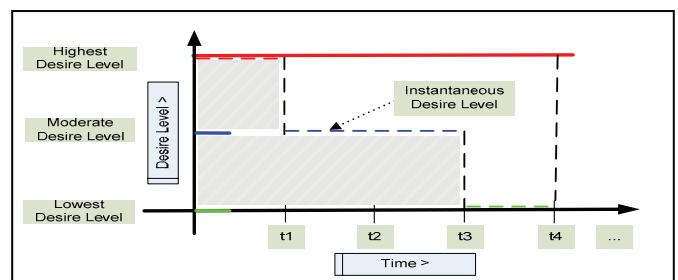 Highest
Desire Level
Instantaneous
Desire Level
Desire Level >
Moderate
Desire Level
Lowest
Desire Level
t1
t2
t3
t4
...
Time >